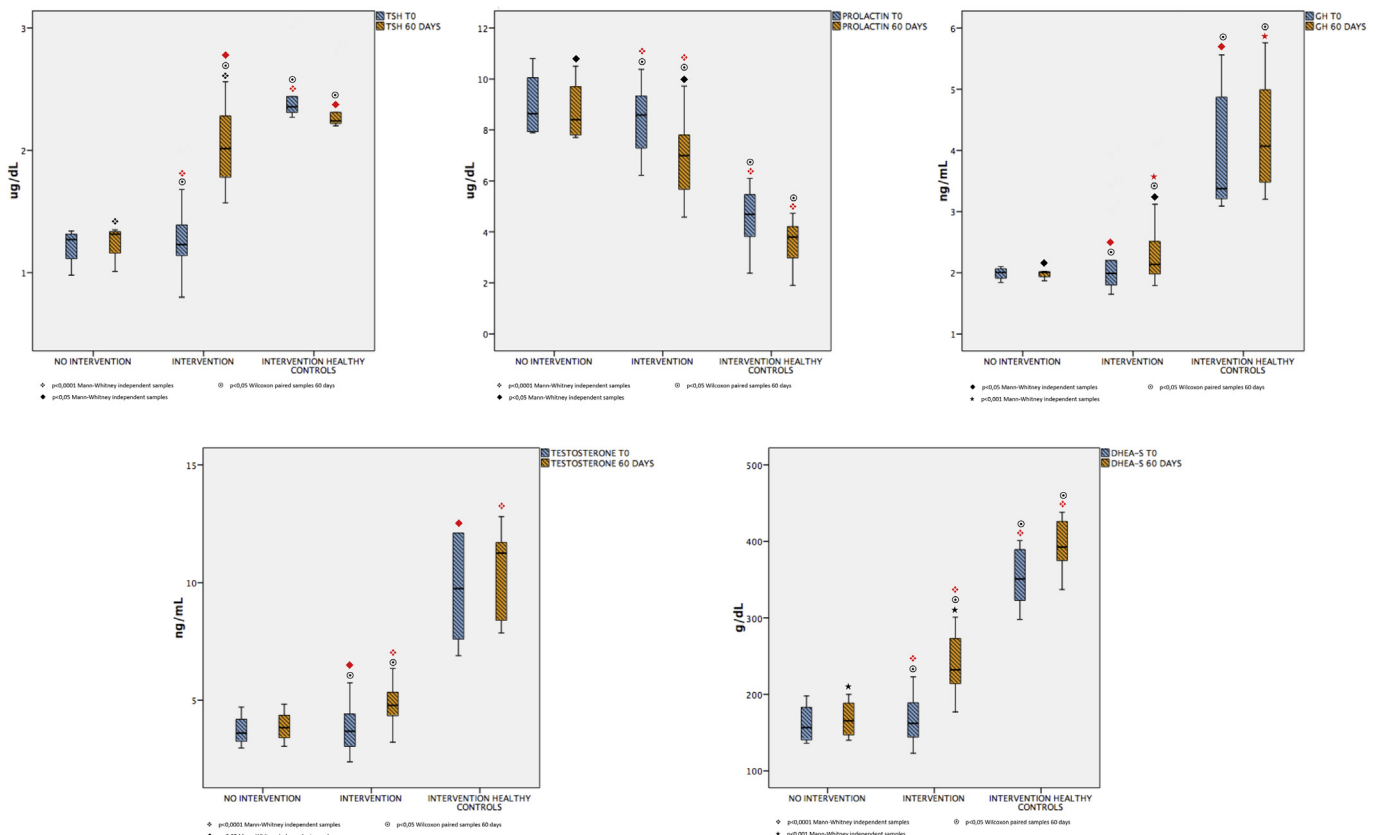 TSH T0
TSH 60 DAYS
3
2
1
ug/dL
NO INTERVENTION
INTERVENTION
INTERVENTION HEALTHY
CONTROLS
p<0,0001 Mann-Whitney independent samples
p<0,05 Wilcoxon paired samples 60 days
p<0,05 Mann-Whitney independent samples
PROLACTIN T0
PROLACTIN 60 DAYS
12
10
8
6
4
2
0
ug/dL
NO INTERVENTION
INTERVENTION
INTERVENTION HEALTHY
CONTROLS
p<0,0001 Mann-Whitney independent samples
p<0,05 Wilcoxon paired samples 60 days
p<0,05 Mann-Whitney independent samples
GH T0
GH 60 DAYS
6
5
4
3
2
1
ng/mL
NO INTERVENTION
INTERVENTION
INTERVENTION HEALTHY
CONTROLS
p<0,05 Mann-Whitney independent samples
p<0,05 Wilcoxon paired samples 60 days
p<0,001 Mann-Whitney independent samples
TESTOSTERONE T0
TESTOSTERONE 60 DAYS
15
10
5
ng/mL
NO INTERVENTION
INTERVENTION
INTERVENTION HEALTHY
CONTROLS
p<0,0001 Mann-Whitney independent samples
p<0,05 Wilcoxon paired samples 60 days
DHEA-S T0
DHEA-S 60 DAYS
500
400
300
200
100
g/dL
NO INTERVENTION
INTERVENTION
INTERVENTION HEALTHY
CONTROLS
p<0,0001 Mann-Whitney independent samples
p<0,05 Wilcoxon paired samples 60 days
p<0,001 Mann-Whitney independent samples